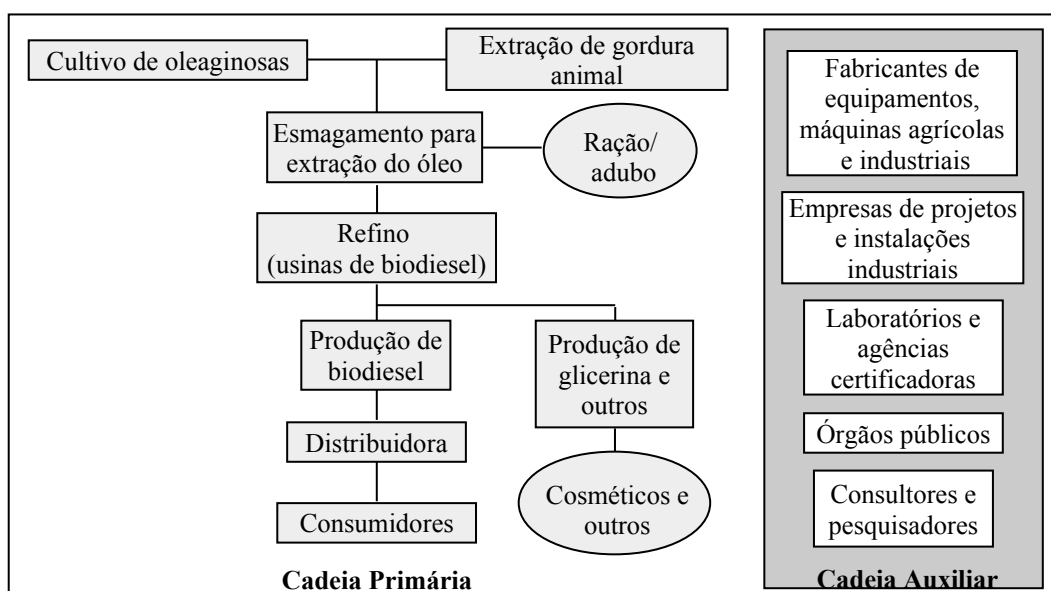 Cultivo de oleaginosas
Extração de gordura
animal
Esmagamento para
extração do óleo
Ração/
adubo
Refino
(usinas de biodiesel)
Produção de
biodiesel
Produção de
glicerina e
outros
Distribuidora
Consumidores
Cosméticos e
outros
Cadeia Primária
Fabricantes de
equipamentos,
máquinas agrícolas
e industriais
Empresas de projetos
e instalações
industriais
Laboratórios e
agências
certificadoras
Órgãos públicos
Consultores e
pesquisadores
Cadeia Auxiliar